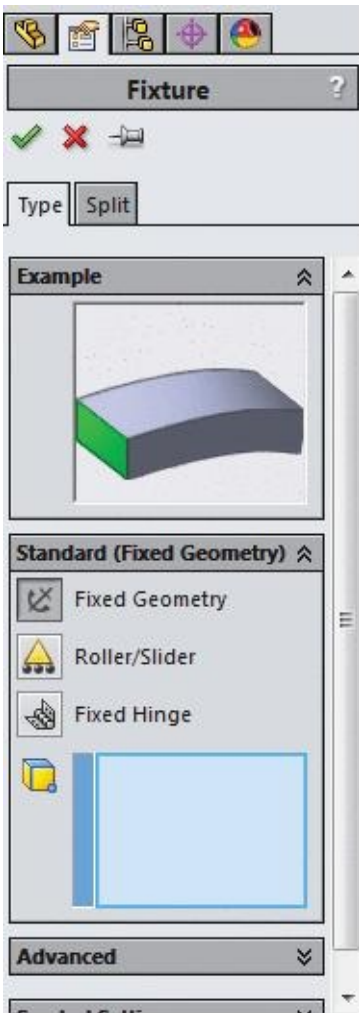 Fixture
?
Type Split
Example
Standard (Fixed Geometry)
Fixed Geometry
Roller/Slider
Fixed Hinge
Advanced